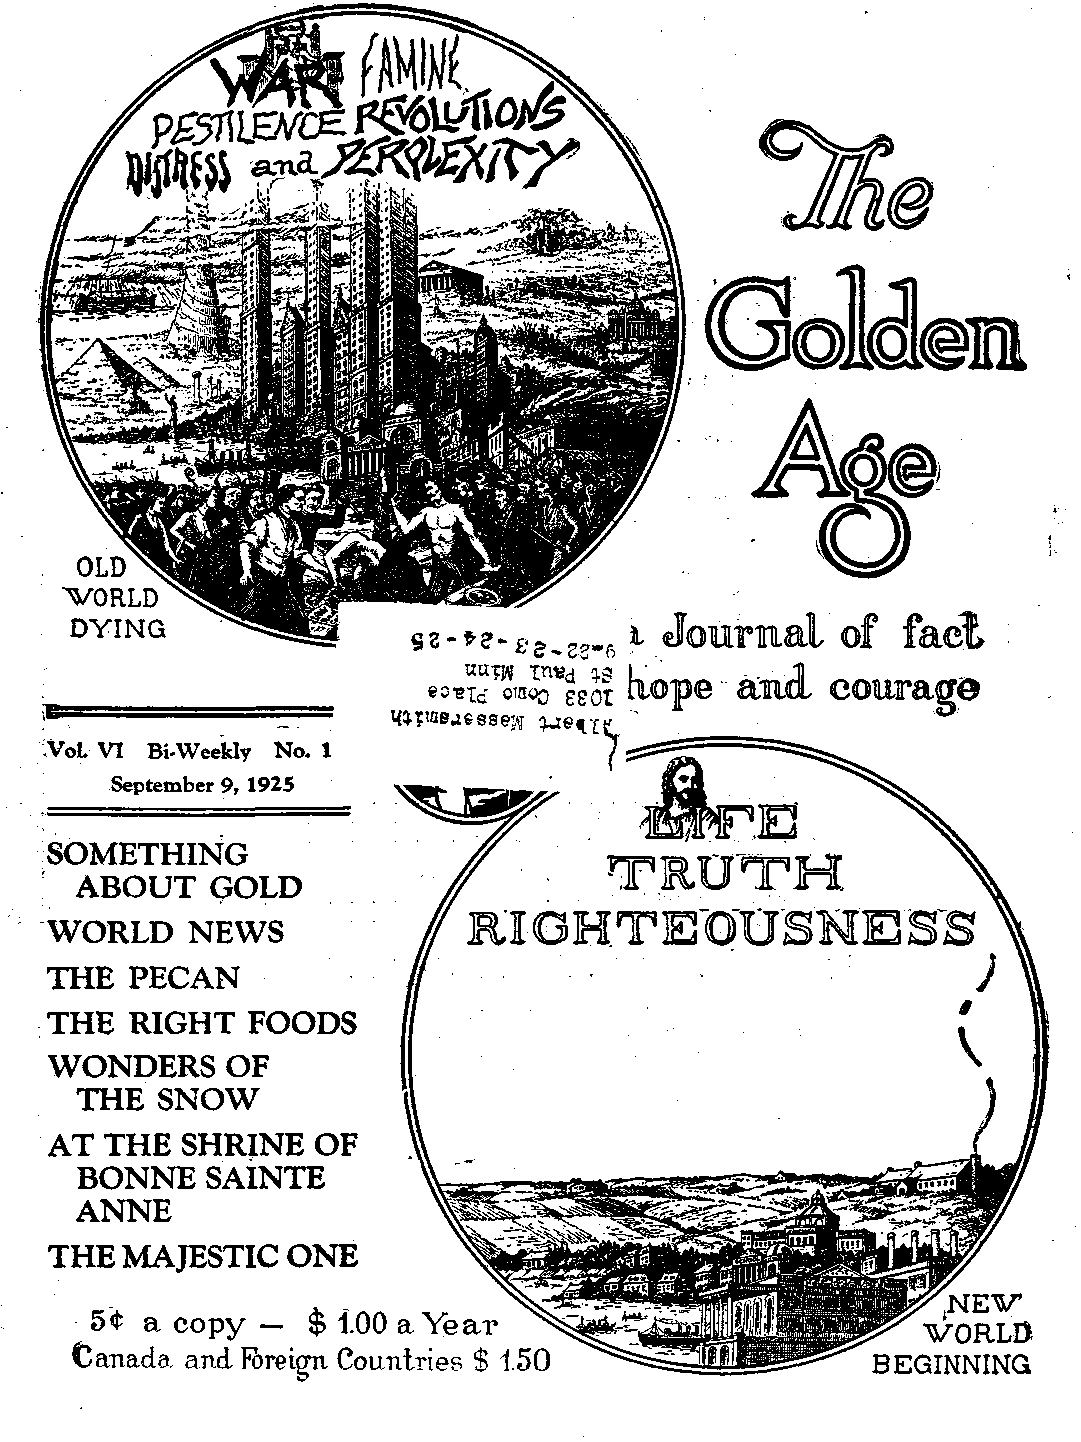 WAR FAMINE
PESTILENCE REVOLUTIONS
DISTRESS and PERPLEXITY
The
Golden
Age
OLD
WORLD
DYING
a Journal of fact
hope and courage
Albert Messersmith
1033 Como Place
St Paul Minn
9-22-23-24-25
Vol. VI Bi-Weekly No. 1
September 9, 1925
SOMETHING
ABOUT GOLD
WORLD NEWS
THE PECAN
THE RIGHT FOODS
WONDERS OF
THE SNOW
AT THE SHRINE OF
BONNE SAINTE
ANNE
THE MAJESTIC ONE
5¢ a copy — $ 1.00 a Year
Canada and Foreign Countries $ 1.50
LIFE
TRUTH
RIGHTEOUSNESS
NEW
WORLD
BEGINNING